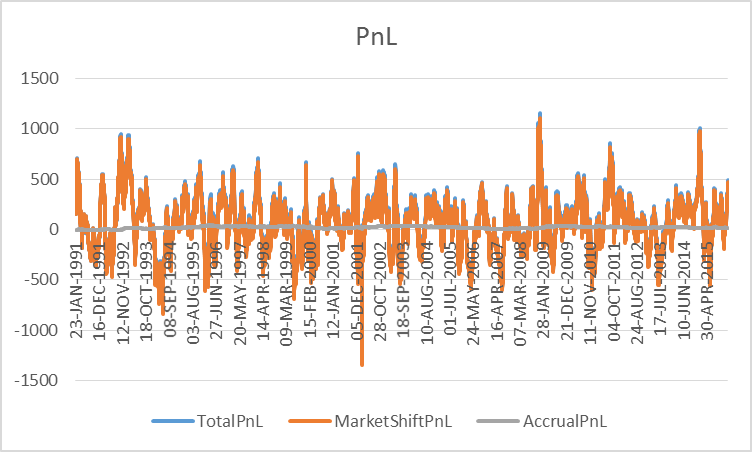 PnL
1500
1000
500
0
-500
-1000
-1500
23-JAN-1991
16-DEC-1991
12-NOV-1992
18-OCT-1993
08-SEP-1994
03-AUG-1995
27-JUN-1996
20-MAY-1997
14-APR-1998
09-MAR-1999
15-FEB-2000
12-JAN-2001
05-DEC-2001
28-OCT-2002
18-SEP-2003
10-AUG-2004
01-JUL-2005
24-MAY-2006
16-APR-2007
07-MAR-2008
28-JAN-2009
21-DEC-2009
11-NOV-2010
04-OCT-2011
24-AUG-2012
17-JUL-2013
10-JUN-2014
30-APR-2015
TotalPnL MarketShiftPnL AccrualPnL